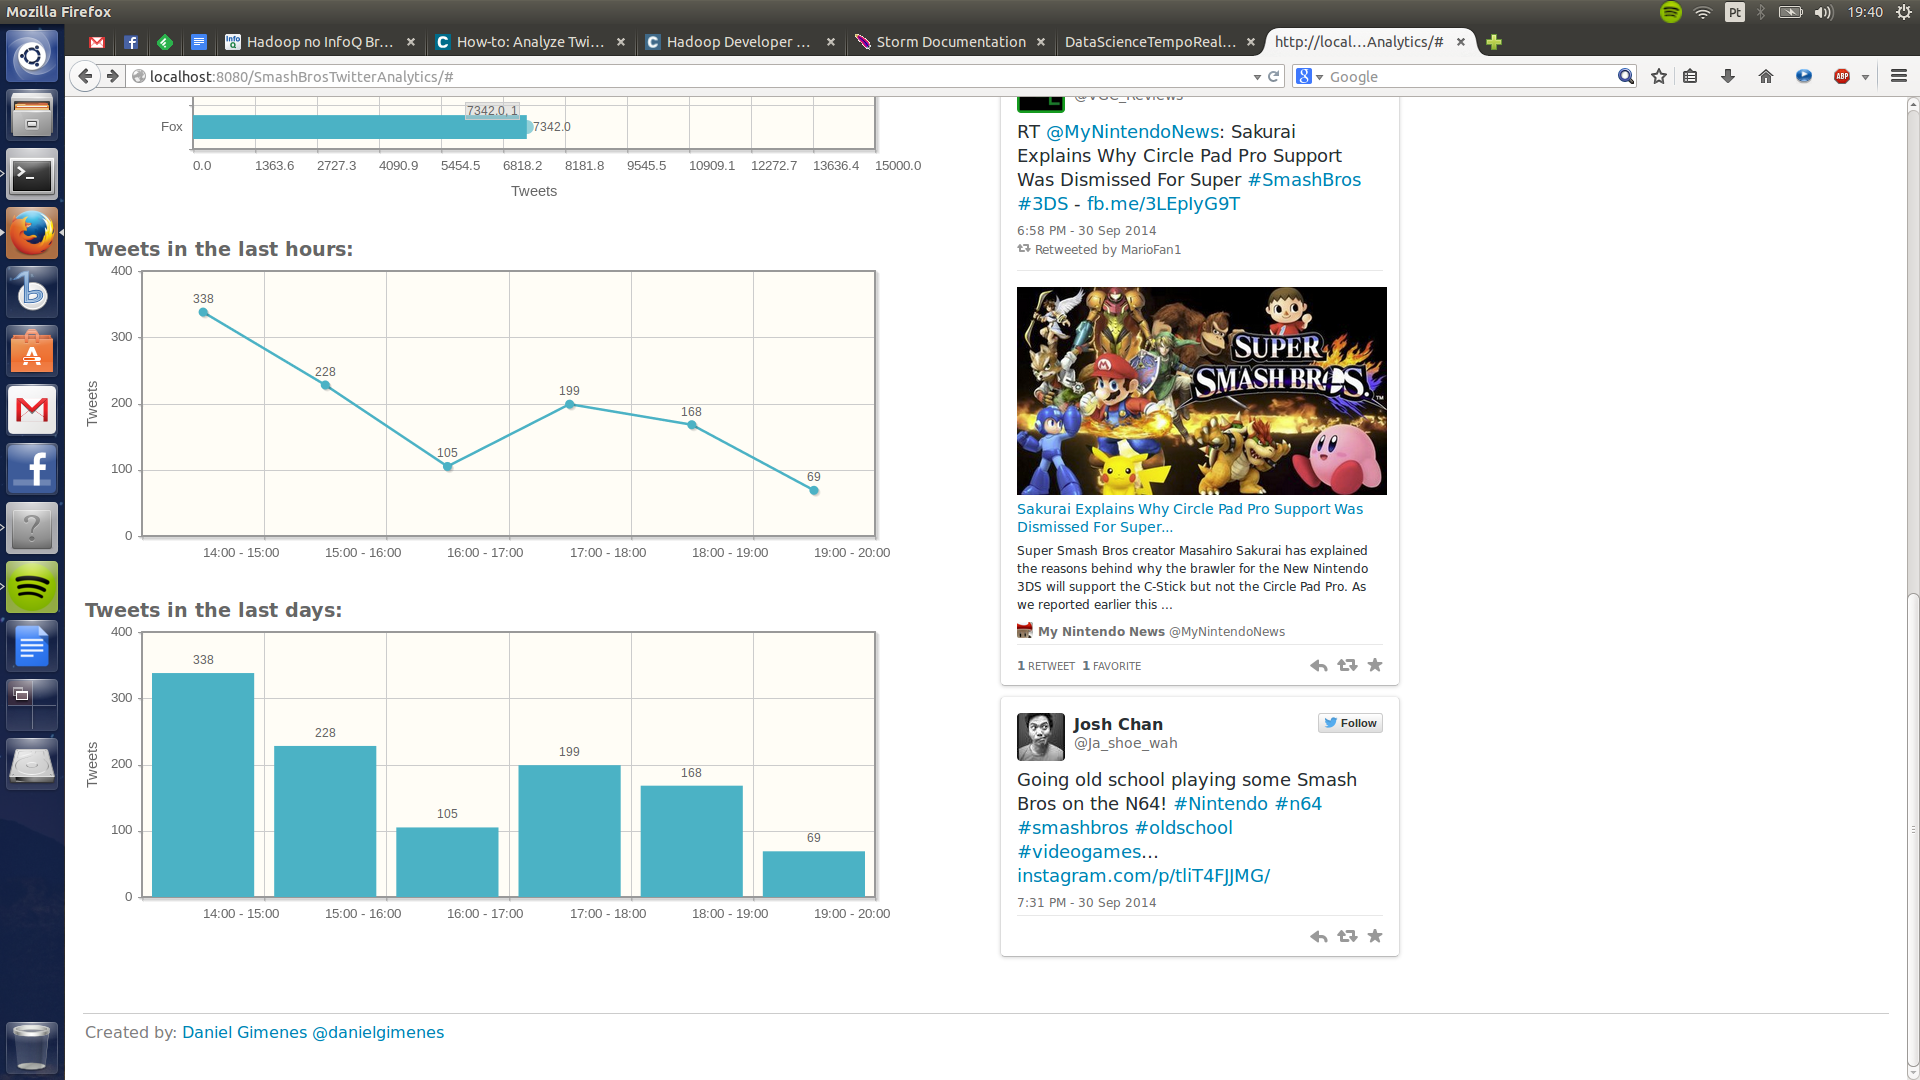 Mozilla Firefox
Pt
19:40
Hadoop no InfoQ Br...
How-to: Analyze Twi...
Hadoop Developer ...
Storm Documentation
DataScienceTempoReal...
http://local...Analytics/#
localhost:8080/SmashBrosTwitterAnalytics/#
Google
ABP
7342.0, 1
Fox
7342.0
0.0 1363.6 2727.3 4090.9 5454.5 6818.2 8181.8 9545.5 10909.1 12272.7 13636.4 15000.0
Tweets
Tweets in the last hours:
400
300
200
100
0
Tweets
338
228
105
199
168
69
14:00 - 15:00 15:00 - 16:00 16:00 - 17:00 17:00 - 18:00 18:00 - 19:00 19:00 - 20:00
Tweets in the last days:
400
300
200
100
0
Tweets
338
228
105
199
168
69
14:00 - 15:00 15:00 - 16:00 16:00 - 17:00 17:00 - 18:00 18:00 - 19:00 19:00 - 20:00
@VGC_Reviews
RT @MyNintendoNews: Sakurai
Explains Why Circle Pad Pro Support
Was Dismissed For Super #SmashBros
#3DS - fb.me/3LEpIyG9T
6:58 PM - 30 Sep 2014
Retweeted by MarioFan1
SUPER
SMASH BROS.
TM
Sakurai Explains Why Circle Pad Pro Support Was
Dismissed For Super...
Super Smash Bros creator Masahiro Sakurai has explained
the reasons behind why the brawler for the New Nintendo
3DS will support the C-Stick but not the Circle Pad Pro. As
we reported earlier this ...
My Nintendo News @MyNintendoNews
1 RETWEET 1 FAVORITE
Josh Chan
@Ja_shoe_wah
Follow
Going old school playing some Smash
Bros on the N64! #Nintendo #n64
#smashbros #oldschool
#videogames...
instagram.com/p/tliT4FJJMG/
7:31 PM - 30 Sep 2014
Created by: Daniel Gimenes @danielgimenes